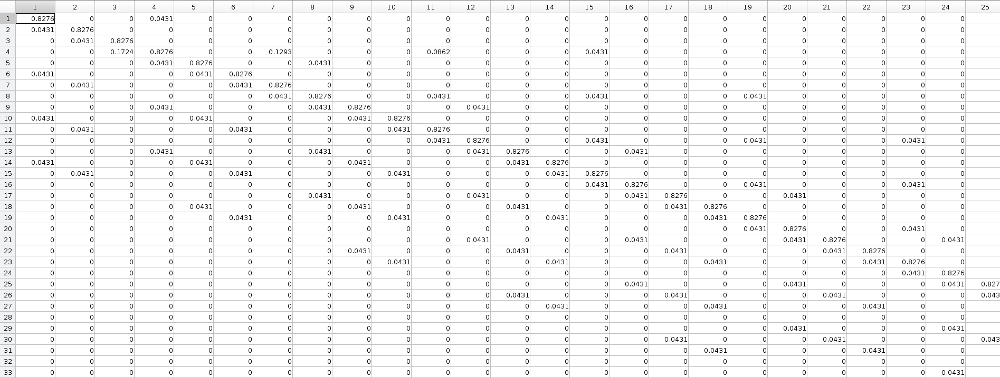 1 2 3 4 5 6 7 8 9 10 11 12 13 14 15 16 17 18 19 20 21 22 23 24 25
1 0.8276 0 0 0.0431 0 0 0 0 0 0 0 0 0 0 0 0 0 0 0 0 0 0 0 0
2 0.0431 0.8276 0 0 0 0 0 0 0 0 0 0 0 0 0 0 0 0 0 0 0 0 0 0
3 0 0.0431 0.8276 0 0 0 0 0 0 0 0 0 0 0 0 0 0 0 0 0 0 0 0 0
4 0 0 0.1724 0.8276 0 0 0.1293 0 0 0 0.0862 0 0 0 0.0431 0 0 0 0 0 0 0 0 0
5 0 0 0 0.0431 0.8276 0 0 0.0431 0 0 0 0 0 0 0 0 0 0 0 0 0 0 0 0
6 0.0431 0 0 0 0.0431 0.8276 0 0 0 0 0 0 0 0 0 0 0 0 0 0 0 0 0 0
7 0 0.0431 0 0 0 0.0431 0.8276 0 0 0 0 0 0 0 0 0 0 0 0 0 0 0 0 0
8 0 0 0 0 0 0 0.0431 0.8276 0 0 0.0431 0 0 0 0.0431 0 0 0 0.0431 0 0 0 0 0
9 0 0 0 0.0431 0 0 0 0.0431 0.8276 0 0 0.0431 0 0 0 0 0 0 0 0 0 0 0 0
10 0.0431 0 0 0 0.0431 0 0 0 0.0431 0.8276 0 0 0 0 0 0 0 0 0 0 0 0 0 0
11 0 0.0431 0 0 0 0.0431 0 0 0 0.0431 0.8276 0 0 0 0 0 0 0 0 0 0 0 0 0
12 0 0 0 0 0 0 0 0 0 0 0.0431 0.8276 0 0 0.0431 0 0 0 0.0431 0 0 0 0.0431 0
13 0 0 0 0.0431 0 0 0 0.0431 0 0 0 0.0431 0.8276 0 0 0.0431 0 0 0 0 0 0 0 0
14 0.0431 0 0 0 0.0431 0 0 0 0.0431 0 0 0 0.0431 0.8276 0 0 0 0 0 0 0 0 0 0
15 0 0.0431 0 0 0 0.0431 0 0 0 0.0431 0 0 0 0.0431 0.8276 0 0 0 0 0 0 0 0 0
16 0 0 0 0 0 0 0 0 0 0 0 0 0 0 0.0431 0.8276 0 0 0.0431 0 0 0 0.0431 0
17 0 0 0 0 0 0 0 0.0431 0 0 0 0.0431 0 0 0 0.0431 0.8276 0 0 0.0431 0 0 0 0
18 0 0 0 0 0.0431 0 0 0 0.0431 0 0 0 0.0431 0 0 0 0.0431 0.8276 0 0 0 0 0 0
19 0 0 0 0 0 0.0431 0 0 0 0.0431 0 0 0 0.0431 0 0 0 0.0431 0.8276 0 0 0 0 0
20 0 0 0 0 0 0 0 0 0 0 0 0 0 0 0 0 0 0 0.0431 0.8276 0 0 0.0431 0
21 0 0 0 0 0 0 0 0 0 0 0 0.0431 0 0 0 0.0431 0 0 0 0.0431 0.8276 0 0 0.0431
22 0 0 0 0 0 0 0 0 0.0431 0 0 0 0.0431 0 0 0 0.0431 0 0 0 0.0431 0.8276 0 0
23 0 0 0 0 0 0 0 0 0 0.0431 0 0 0 0.0431 0 0 0 0.0431 0 0 0 0.0431 0.8276 0
24 0 0 0 0 0 0 0 0 0 0 0 0 0 0 0 0 0 0 0 0 0 0 0.0431 0.8276
25 0 0 0 0 0 0 0 0 0 0 0 0 0 0 0 0.0431 0 0 0 0.0431 0 0 0 0.0431 0.827
26 0 0 0 0 0 0 0 0 0 0 0 0 0.0431 0 0 0 0.0431 0 0 0 0.0431 0 0 0 0.043
27 0 0 0 0 0 0 0 0 0 0 0 0 0 0.0431 0 0 0 0.0431 0 0 0 0.0431 0 0
28 0 0 0 0 0 0 0 0 0 0 0 0 0 0 0 0 0 0 0 0 0 0 0 0
29 0 0 0 0 0 0 0 0 0 0 0 0 0 0 0 0 0 0 0 0.0431 0 0 0 0.0431
30 0 0 0 0 0 0 0 0 0 0 0 0 0 0 0 0 0.0431 0 0 0 0.0431 0 0 0 0.043
31 0 0 0 0 0 0 0 0 0 0 0 0 0 0 0 0 0 0.0431 0 0 0 0.0431 0 0
32 0 0 0 0 0 0 0 0 0 0 0 0 0 0 0 0 0 0 0 0 0 0 0 0
33 0 0 0 0 0 0 0 0 0 0 0 0 0 0 0 0 0 0 0 0 0 0 0 0.0431